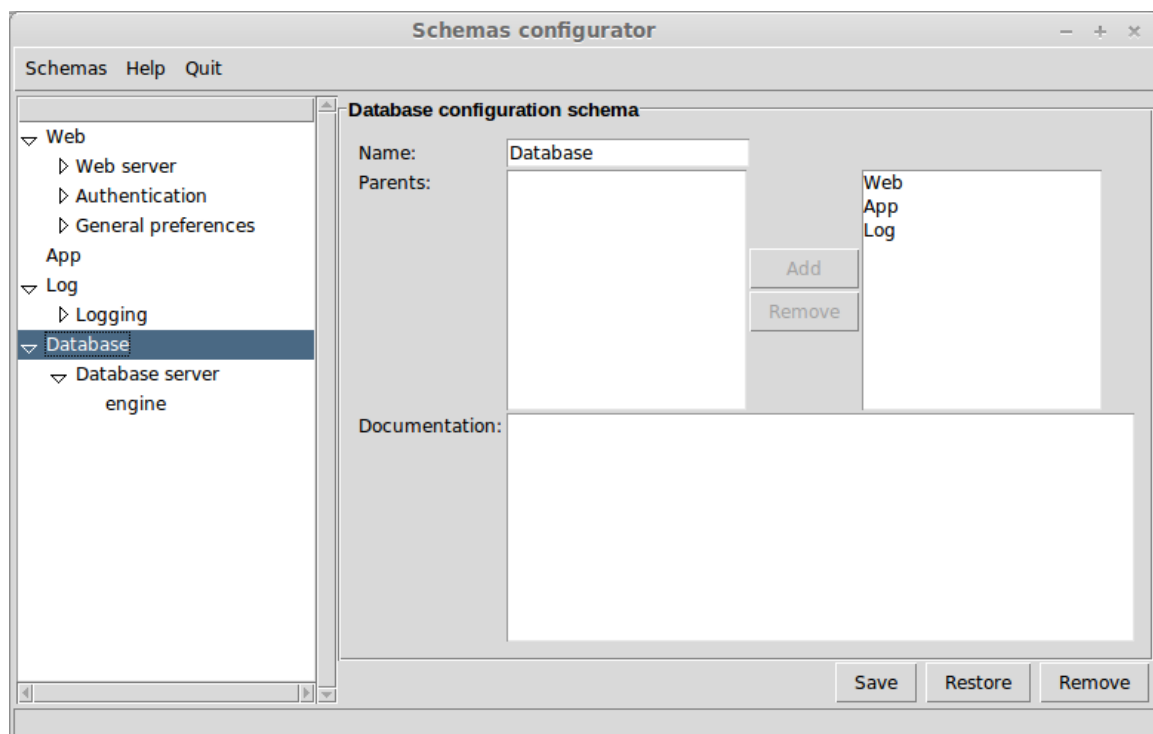 Schemas configurator
Schemas Help Quit
Web
Web server
Authentication
General preferences
App
Log
Logging
Database
Database server
engine
Database configuration schema
Name: Database
Parents:
Web
App
Log
Add
Remove
Documentation:
Save Restore Remove